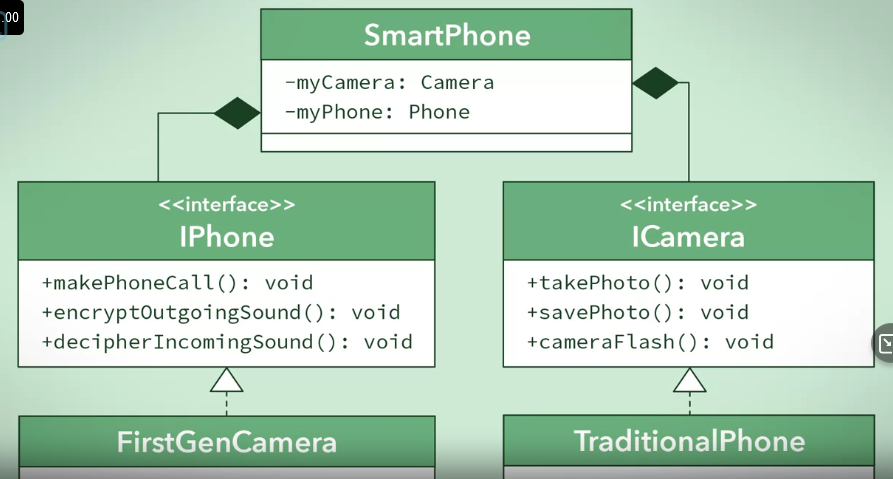 :00
SmartPhone
-myCamera: Camera
-myPhone: Phone
<<interface>>
IPhone
+makePhoneCall(): void
+encryptOutgoingSound(): void
+decipherIncomingSound(): void
<<interface>>
ICamera
+takePhoto(): void
+savePhoto(): void
+cameraFlash(): void
FirstGenCamera
TraditionalPhone